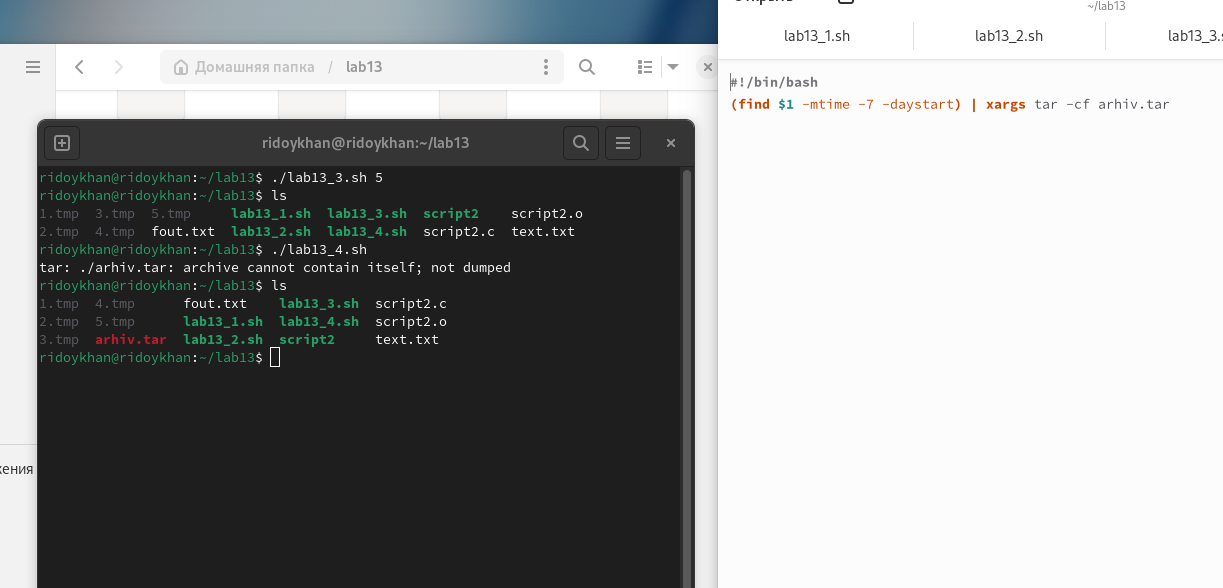 ~/lab13
lab13_1.sh lab13_2.sh
Домашняя папка / lab13
#!/bin/bash
(find $1 -mtime -7 -daystart) | xargs tar -cf arhiv.tar
ridoykhan@ridoykhan:~/lab13
ridoykhan@ridoykhan:~/lab13$ ./lab13_3.sh 5
ridoykhan@ridoykhan:~/lab13$ ls
1.tmp 3.tmp 5.tmp lab13_1.sh lab13_3.sh script2 script2.o
2.tmp 4.tmp fout.txt lab13_2.sh lab13_4.sh script2.c text.txt
ridoykhan@ridoykhan:~/lab13$ ./lab13_4.sh
tar: ./arhiv.tar: archive cannot contain itself; not dumped
ridoykhan@ridoykhan:~/lab13$ ls
1.tmp 4.tmp fout.txt lab13_3.sh script2.c
2.tmp 5.tmp lab13_1.sh lab13_4.sh script2.o
3.tmp arhiv.tar lab13_2.sh script2 text.txt
ridoykhan@ridoykhan:~/lab13$